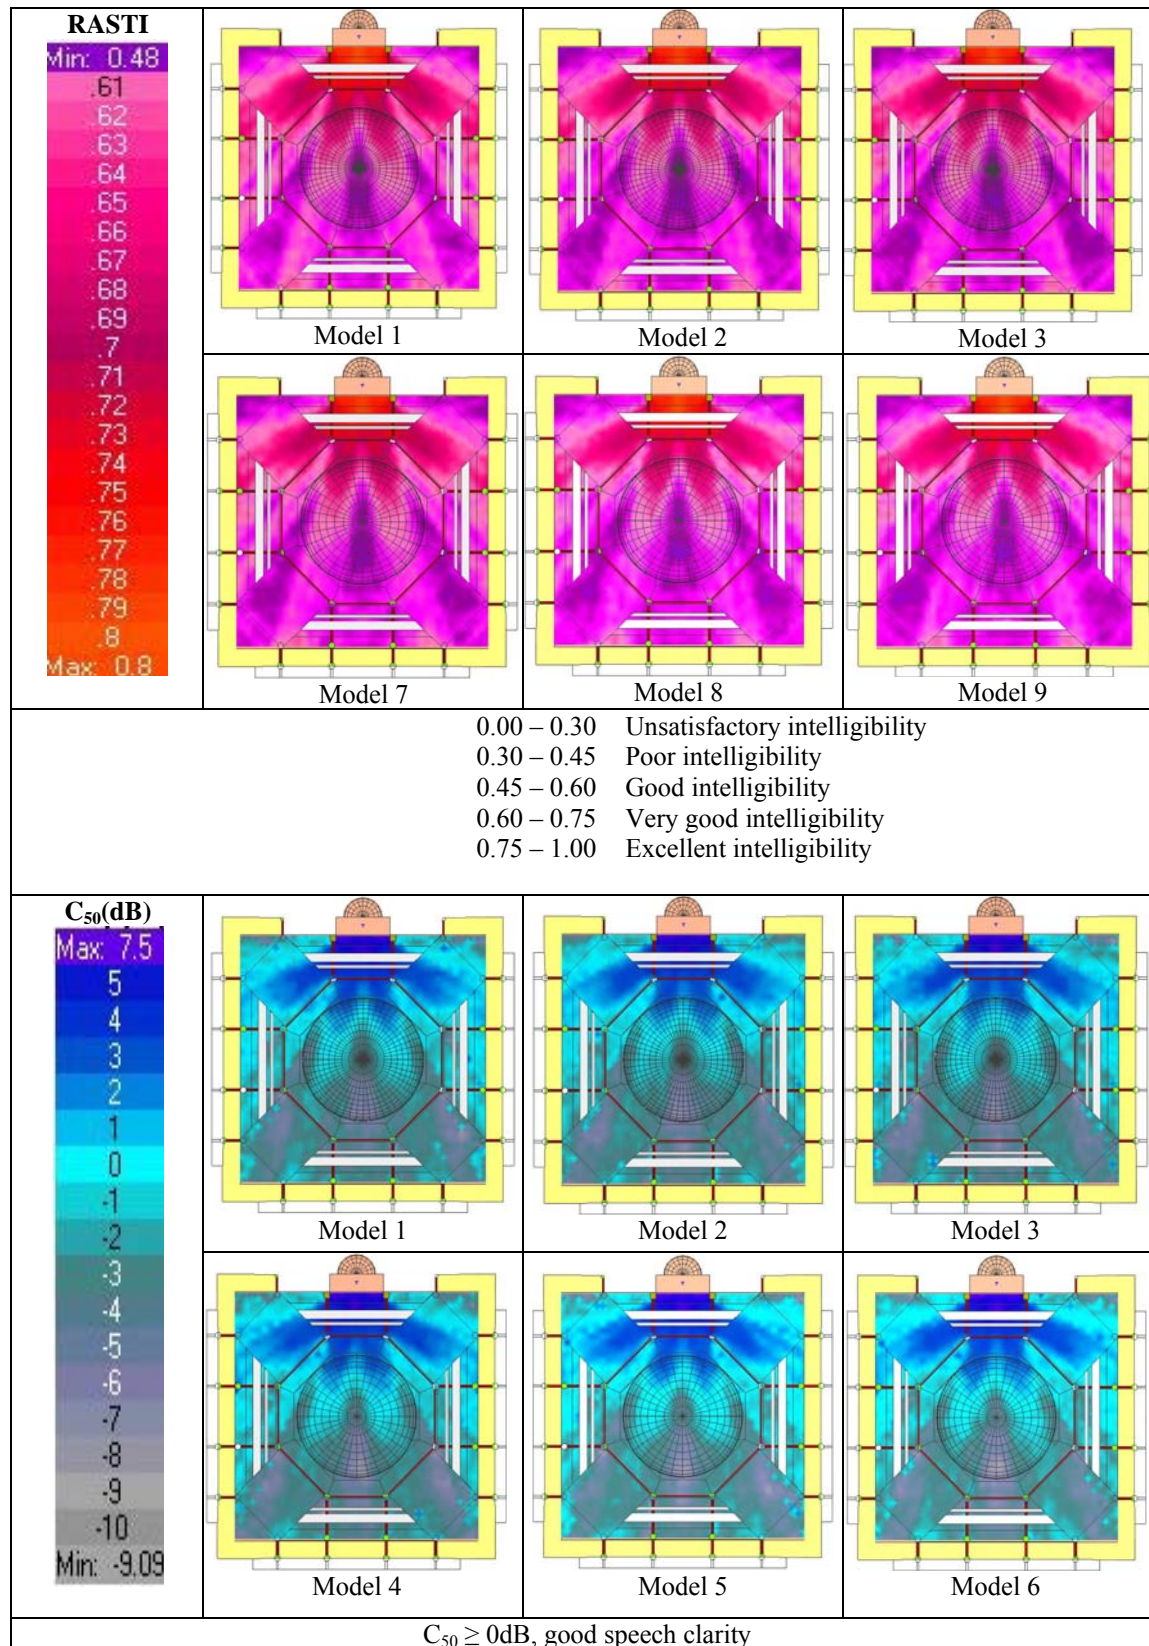 RASTI
Min: 0.48
.61
.62
.63
.64
.65
.66
.67
.68
.69
.7
.71
.72
.73
.74
.75
.76
.77
.78
.79
.8
Max: 0.8
Model 1
Model 2
Model 3
Model 7
Model 8
Model 9
0.00 – 0.30 Unsatisfactory intelligibility
0.30 – 0.45 Poor intelligibility
0.45 – 0.60 Good intelligibility
0.60 – 0.75 Very good intelligibility
0.75 – 1.00 Excellent intelligibility
C₅₀(dB)
Max: 7.5
5
4
3
2
1
0
-1
-2
-3
-4
-5
-6
-7
-8
-9
-10
Min: -9.09
Model 1
Model 2
Model 3
Model 4
Model 5
Model 6
C₅₀ ≥ 0dB, good speech clarity